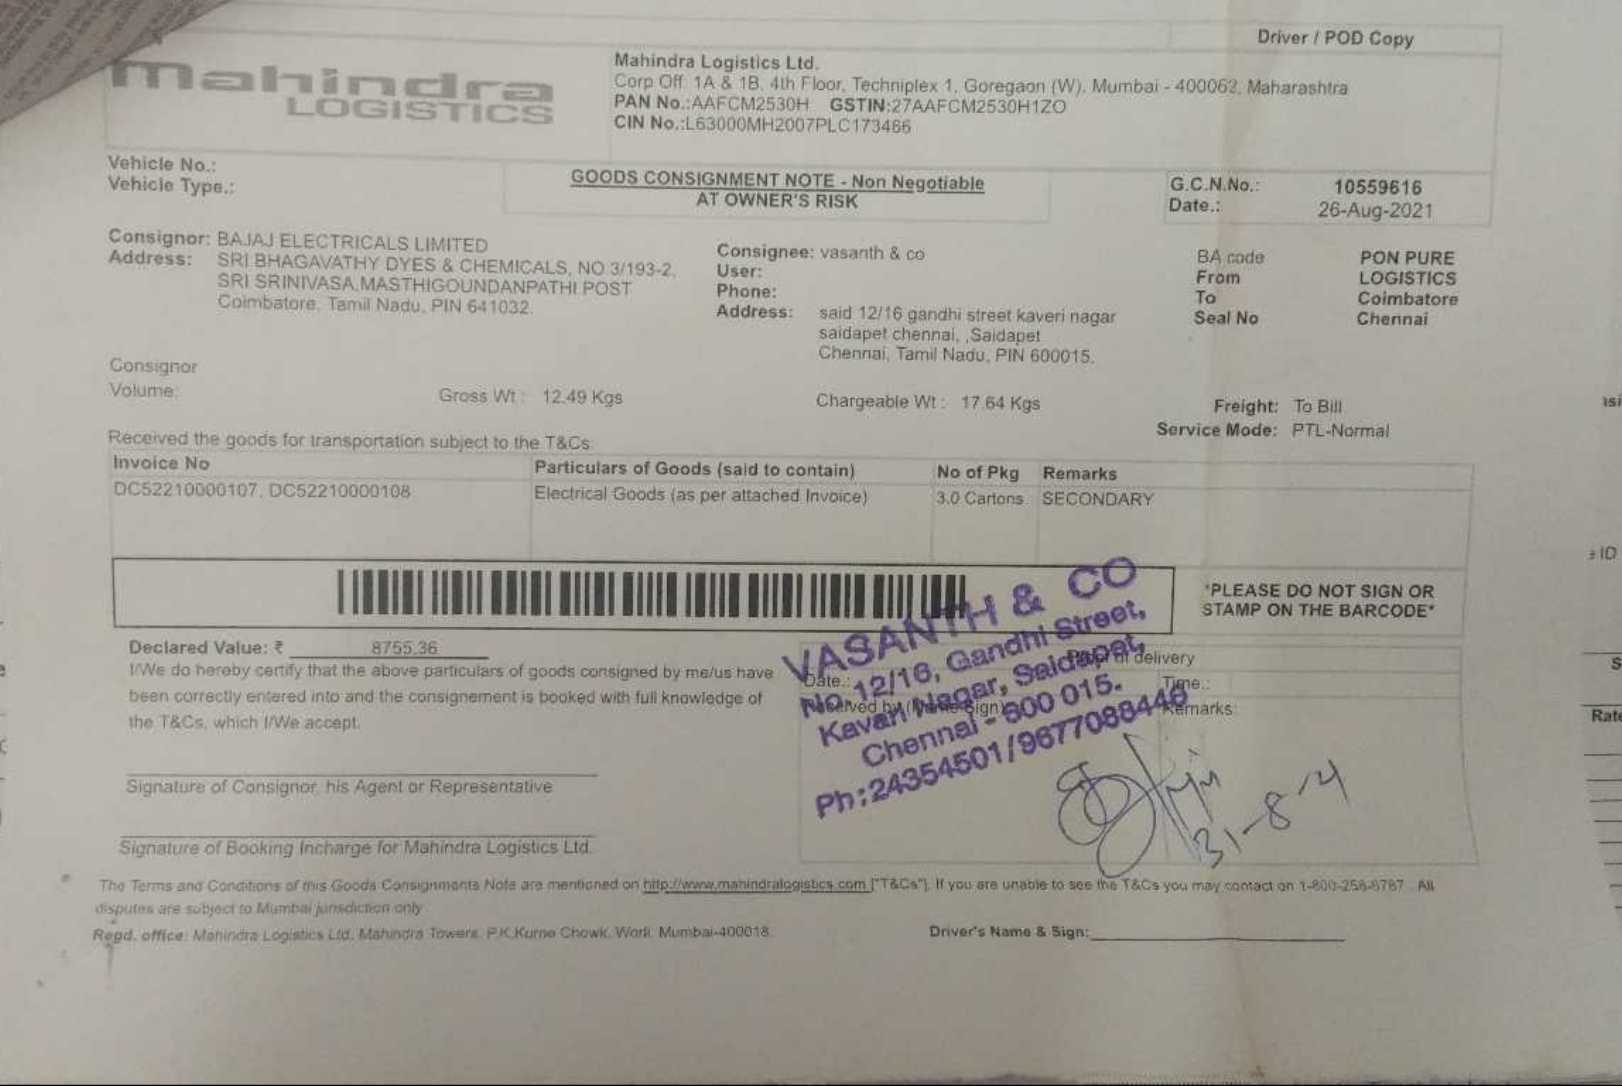 Driver / POD Copy
mahindra
LOGISTICS
Mahindra Logistics Ltd.
Corp Off: 1A & 1B, 4th Floor, Techniplex 1, Goregaon (W), Mumbai - 400062, Maharashtra
PAN No.:AAFCM2530H GSTIN:27AAFCM2530H1ZO
CIN No.:L63000MH2007PLC173466
Vehicle No.:
Vehicle Type.:
GOODS CONSIGNMENT NOTE - Non Negotiable
AT OWNER'S RISK
G.C.N.No.: 10559616
Date.: 26-Aug-2021
Consignor: BAJAJ ELECTRICALS LIMITED
Address: SRI BHAGAVATHY DYES & CHEMICALS, NO 3/193-2,
SRI SRINIVASA,MASTHIGOUNDANPATHI POST
Coimbatore, Tamil Nadu, PIN 641032.
Consignee: vasanth & co
User:
Phone:
Address: said 12/16 gandhi street kaveri nagar
saidapet chennai, ,Saidapet
Chennai, Tamil Nadu, PIN 600015.
BA code PON PURE
From LOGISTICS
To Coimbatore
Seal No Chennai
Consignor
Volume: Gross Wt : 12.49 Kgs Chargeable Wt : 17.64 Kgs
Freight: To Bill
Service Mode: PTL-Normal
Received the goods for transportation subject to the T&Cs
Invoice No Particulars of Goods (said to contain) No of Pkg Remarks
DC52210000107, DC52210000108 Electrical Goods (as per attached Invoice) 3.0 Cartons SECONDARY
*PLEASE DO NOT SIGN OR
STAMP ON THE BARCODE*
Declared Value: ₹ 8755.36
I/We do hereby certify that the above particulars of goods consigned by me/us have
been correctly entered into and the consignement is booked with full knowledge of
the T&Cs, which I/We accept.
Signature of Consignor, his Agent or Representative
Signature of Booking Incharge for Mahindra Logistics Ltd.
Proof of delivery
Date.: Time.:
Received by (Name Sign) Remarks:
VASANTH & CO
No 12/16, Gandhi Street,
Kavari Nagar, Saidapet,
Chennai - 600 015.
Ph:24354501/9677088446
31-8-21
The Terms and Conditions of this Goods Consignments Note are mentioned on http://www.mahindralogistics.com ["T&Cs"]. If you are unable to see the T&Cs you may contact on 1-800-258-6787 . All
disputes are subject to Mumbai jurisdiction only
Regd. office: Mahindra Logistics Ltd, Mahindra Towers, P.K.Kurne Chowk, Worli, Mumbai-400018.
Driver's Name & Sign:
ID
Rate